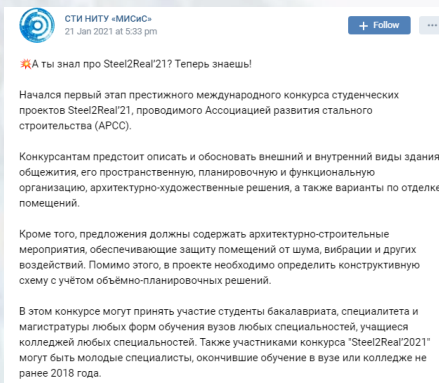 СТИ НИТУ «МИСиС»
21 Jan 2021 at 5:33 pm
+ Follow
💥А ты знал про Steel2Real'21? Теперь знаешь!
Начался первый этап престижного международного конкурса студенческих
проектов Steel2Real'21, проводимого Ассоциацией развития стального
строительства (АРСС).
Конкурсантам предстоит описать и обосновать внешний и внутренний виды здания
общежития, его пространственную, планировочную и функциональную
организацию, архитектурно-художественные решения, а также варианты по отделке
помещений.
Кроме того, предложения должны содержать архитектурно-строительные
мероприятия, обеспечивающие защиту помещений от шума, вибрации и других
воздействий. Помимо этого, в проекте необходимо определить конструктивную
схему с учётом объёмно-планировочных решений.
В этом конкурсе могут принять участие студенты бакалавриата, специалитета и
магистратуры любых форм обучения вузов любых специальностей, учащиеся
колледжей любых специальностей. Также участниками конкурса "Steel2Real'2021"
могут быть молодые специалисты, окончившие обучение в вузе или колледже не
ранее 2018 года.